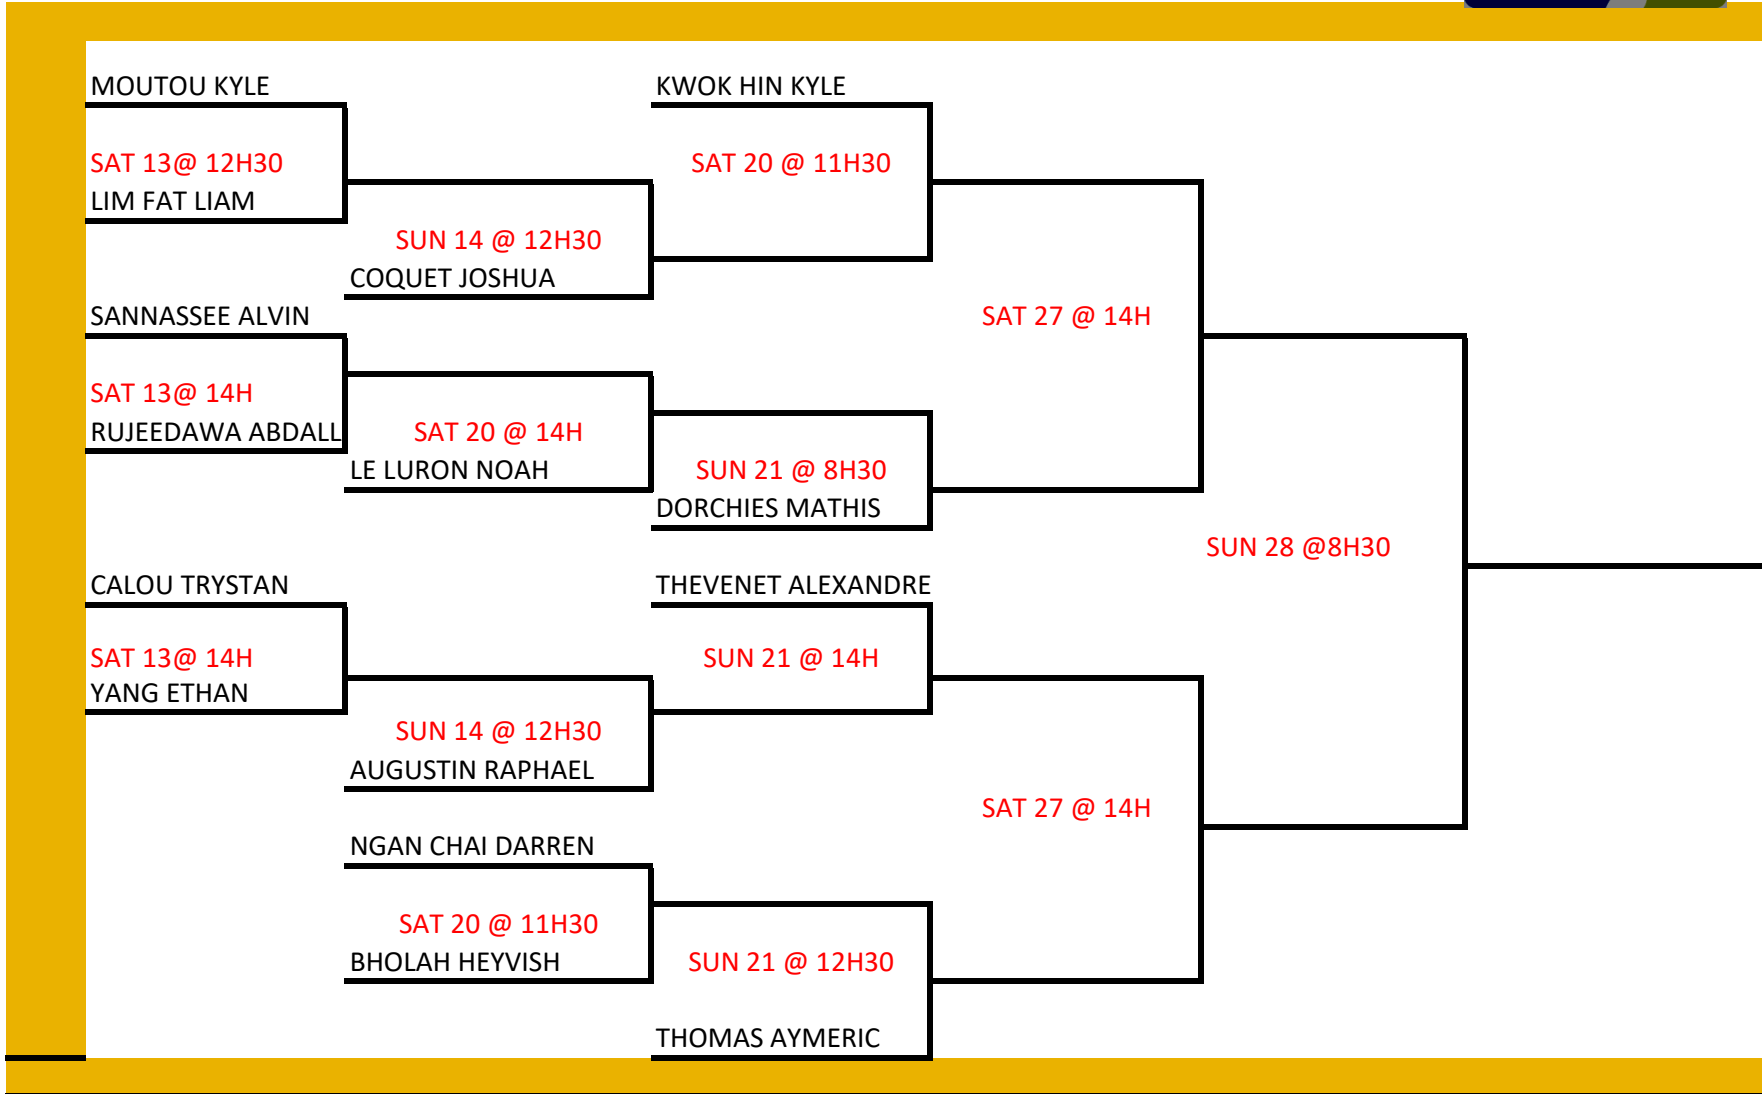 MOUTOU KYLE
KWOK HIN KYLE
SAT 13@ 12H30
SAT 20 @ 11H30
LIM FAT LIAM
SUN 14 @ 12H30
COQUET JOSHUA
SANNASSEE ALVIN
SAT 27 @ 14H
SAT 13@ 14H
RUJEEDAWA ABDALL
SAT 20 @ 14H
LE LURON NOAH
SUN 21 @ 8H30
DORCHIES MATHIS
SUN 28 @8H30
CALOU TRYSTAN
THEVENET ALEXANDRE
SAT 13@ 14H
SUN 21 @ 14H
YANG ETHAN
SUN 14 @ 12H30
AUGUSTIN RAPHAEL
SAT 27 @ 14H
NGAN CHAI DARREN
SAT 20 @ 11H30
BHOLAH HEYVISH
SUN 21 @ 12H30
THOMAS AYMERIC